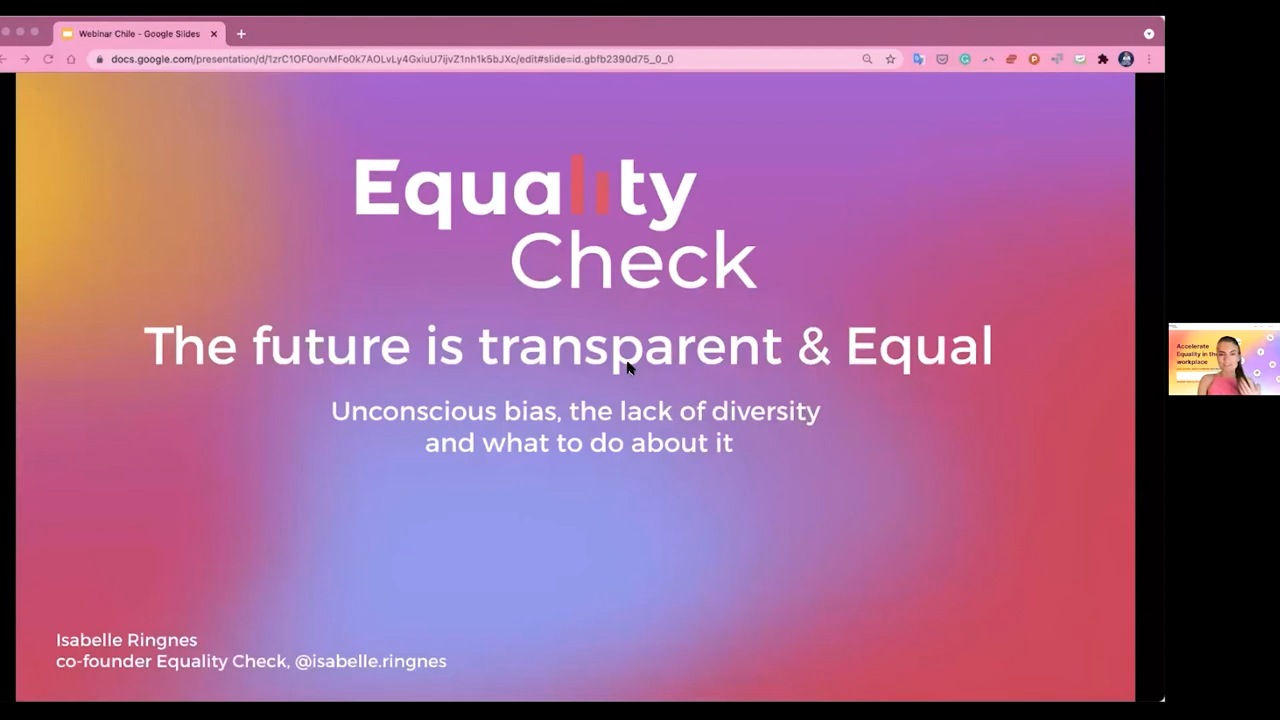 Webinar Chile - Google Slides
docs.google.com/presentation/d/1zrC1OF0orvMFo0k7AOLvLy4GxiuU7ijvZ1nh1k5bJXc/edit#slide=id.gbfb2390d75_0_0
Equality
Check
The future is transparent & Equal
Unconscious bias, the lack of diversity
and what to do about it
Isabelle Ringnes
co-founder Equality Check, @isabelle.ringnes
Accelerate
Equality in the
workplace